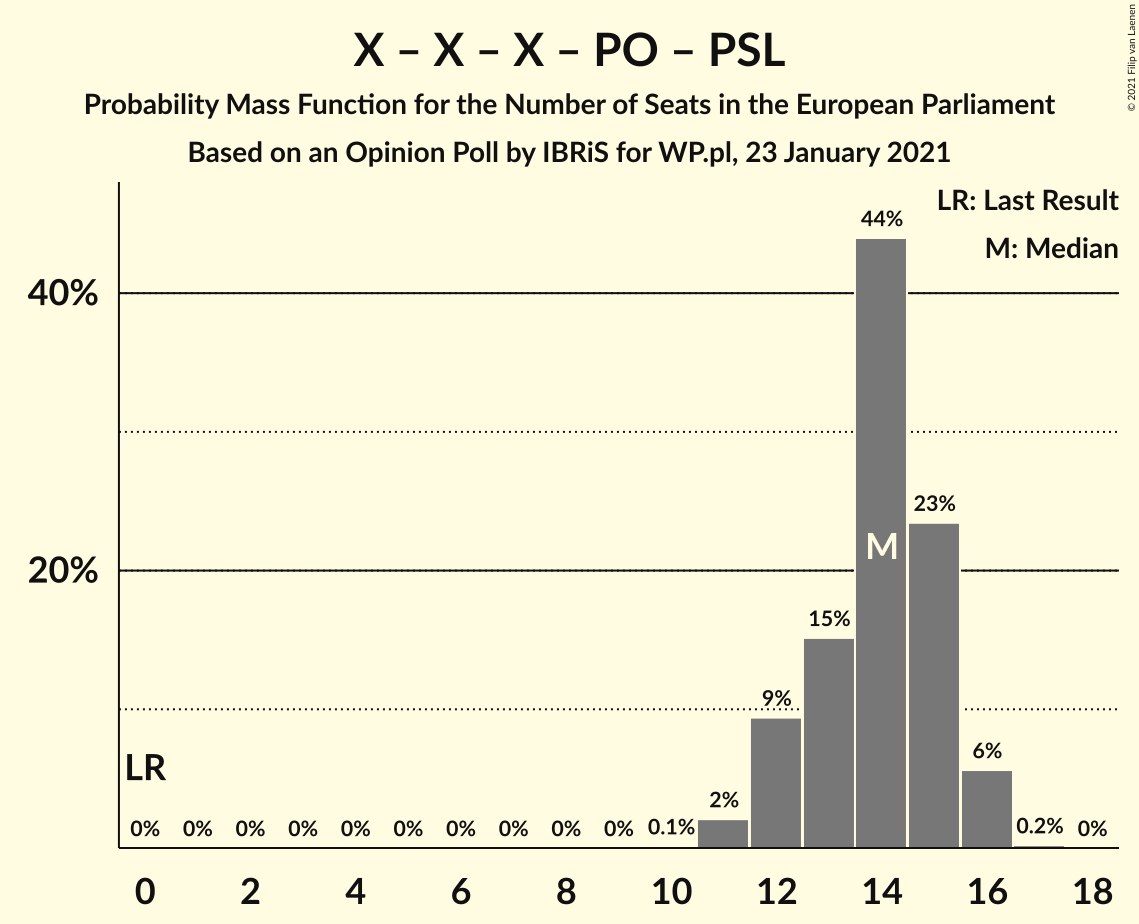 X – X – X – PO – PSL
Probability Mass Function for the Number of Seats in the European Parliament
Based on an Opinion Poll by IBRiS for WP.pl, 23 January 2021
© 2021 Filip van Laenen
LR: Last Result
M: Median
44%
40%
23%
M
20%
15%
9%
LR
6%
2%
0% 0% 0% 0% 0% 0% 0% 0% 0% 0% 0.1% 0.2% 0%
0 2 4 6 8 10 12 14 16 18